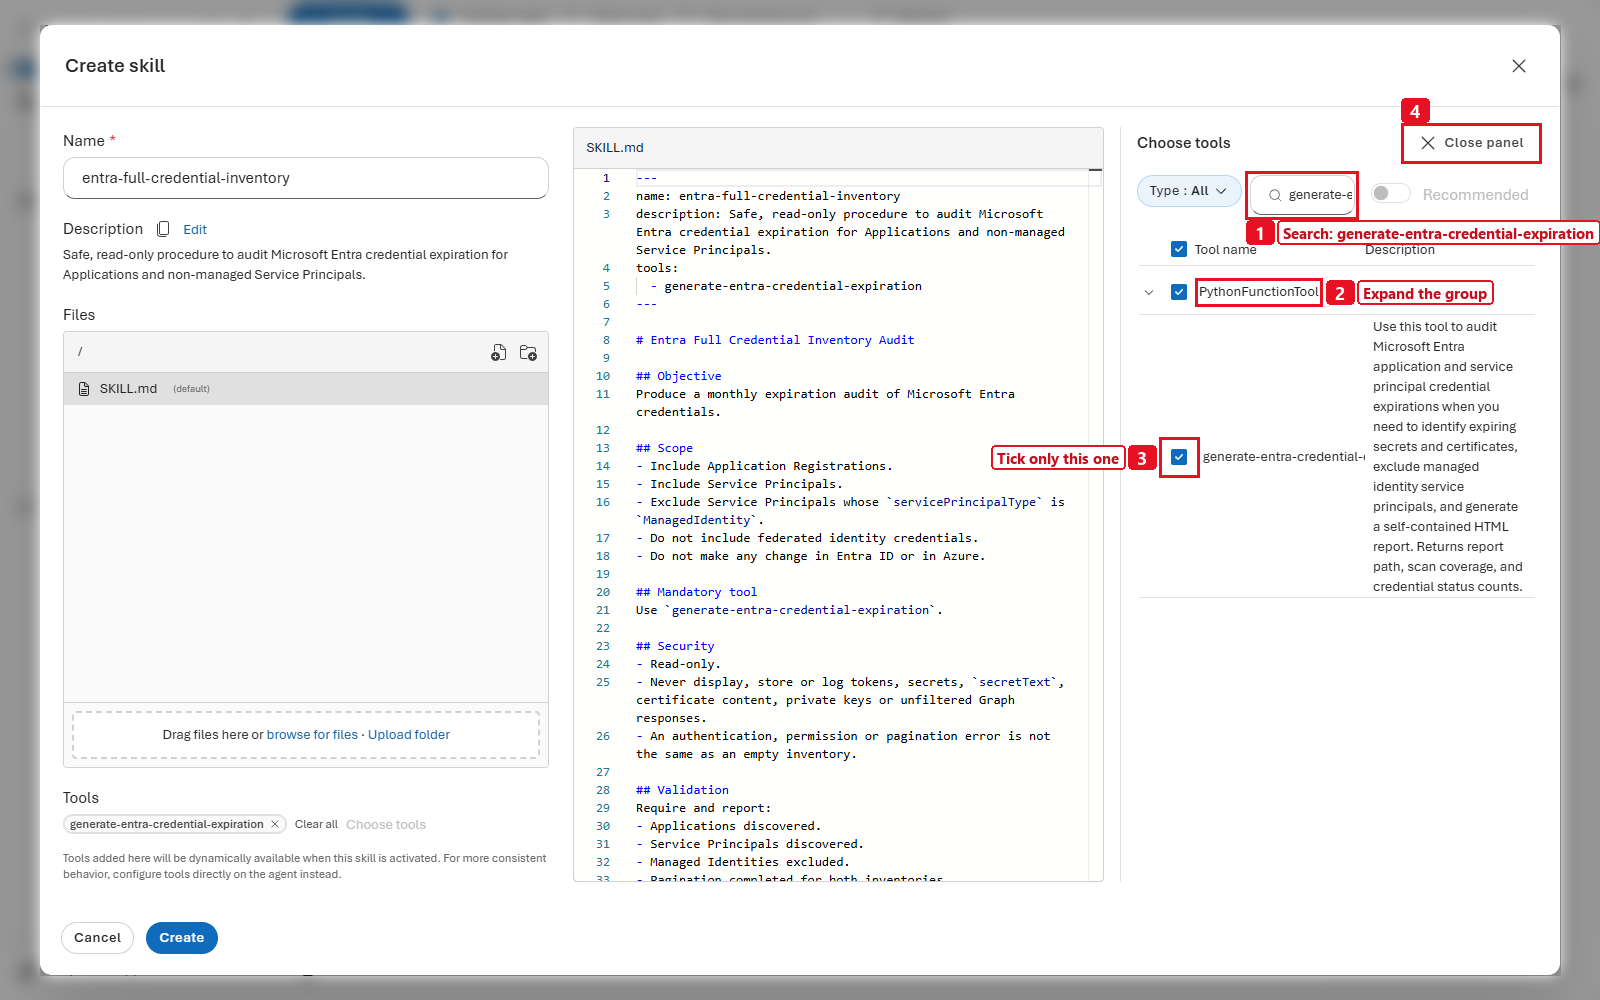 Create skill
Name *
entra-full-credential-inventory
Description Edit
Safe, read-only procedure to audit Microsoft Entra credential expiration for
Applications and non-managed Service Principals.
Files
/
SKILL.md (default)
Drag files here or browse for files · Upload folder
Tools
generate-entra-credential-expiration Clear all Choose tools
Tools added here will be dynamically available when this skill is activated. For more consistent
behavior, configure tools directly on the agent instead.
Cancel Create
SKILL.md
1 ---
2 name: entra-full-credential-inventory
3 description: Safe, read-only procedure to audit Microsoft
Entra credential expiration for Applications and non-managed
Service Principals.
4 tools:
5 - generate-entra-credential-expiration
6 ---
7
8 # Entra Full Credential Inventory Audit
9
10 ## Objective
11 Produce a monthly expiration audit of Microsoft Entra
credentials.
12
13 ## Scope
14 - Include Application Registrations.
15 - Include Service Principals.
16 - Exclude Service Principals whose `servicePrincipalType` is
`ManagedIdentity`.
17 - Do not include federated identity credentials.
18 - Do not make any change in Entra ID or in Azure.
19
20 ## Mandatory tool
21 Use `generate-entra-credential-expiration`.
22
23 ## Security
24 - Read-only.
25 - Never display, store or log tokens, secrets, `secretText`,
certificate content, private keys or unfiltered Graph
responses.
26 - An authentication, permission or pagination error is not
the same as an empty inventory.
27
28 ## Validation
29 Require and report:
30 - Applications discovered.
31 - Service Principals discovered.
32 - Managed Identities excluded.
33 - Pagination completed for both inventories
Choose tools
4
Close panel
Type : All
generate-e
Recommended
1 Search: generate-entra-credential-expiration
Tool name Description
PythonFunctionTool 2 Expand the group
Tick only this one 3 generate-entra-credential-
Use this tool to audit
Microsoft Entra
application and service
principal credential
expirations when you
need to identify expiring
secrets and certificates,
exclude managed
identity service
principals, and generate
a self-contained HTML
report. Returns report
path, scan coverage, and
credential status counts.